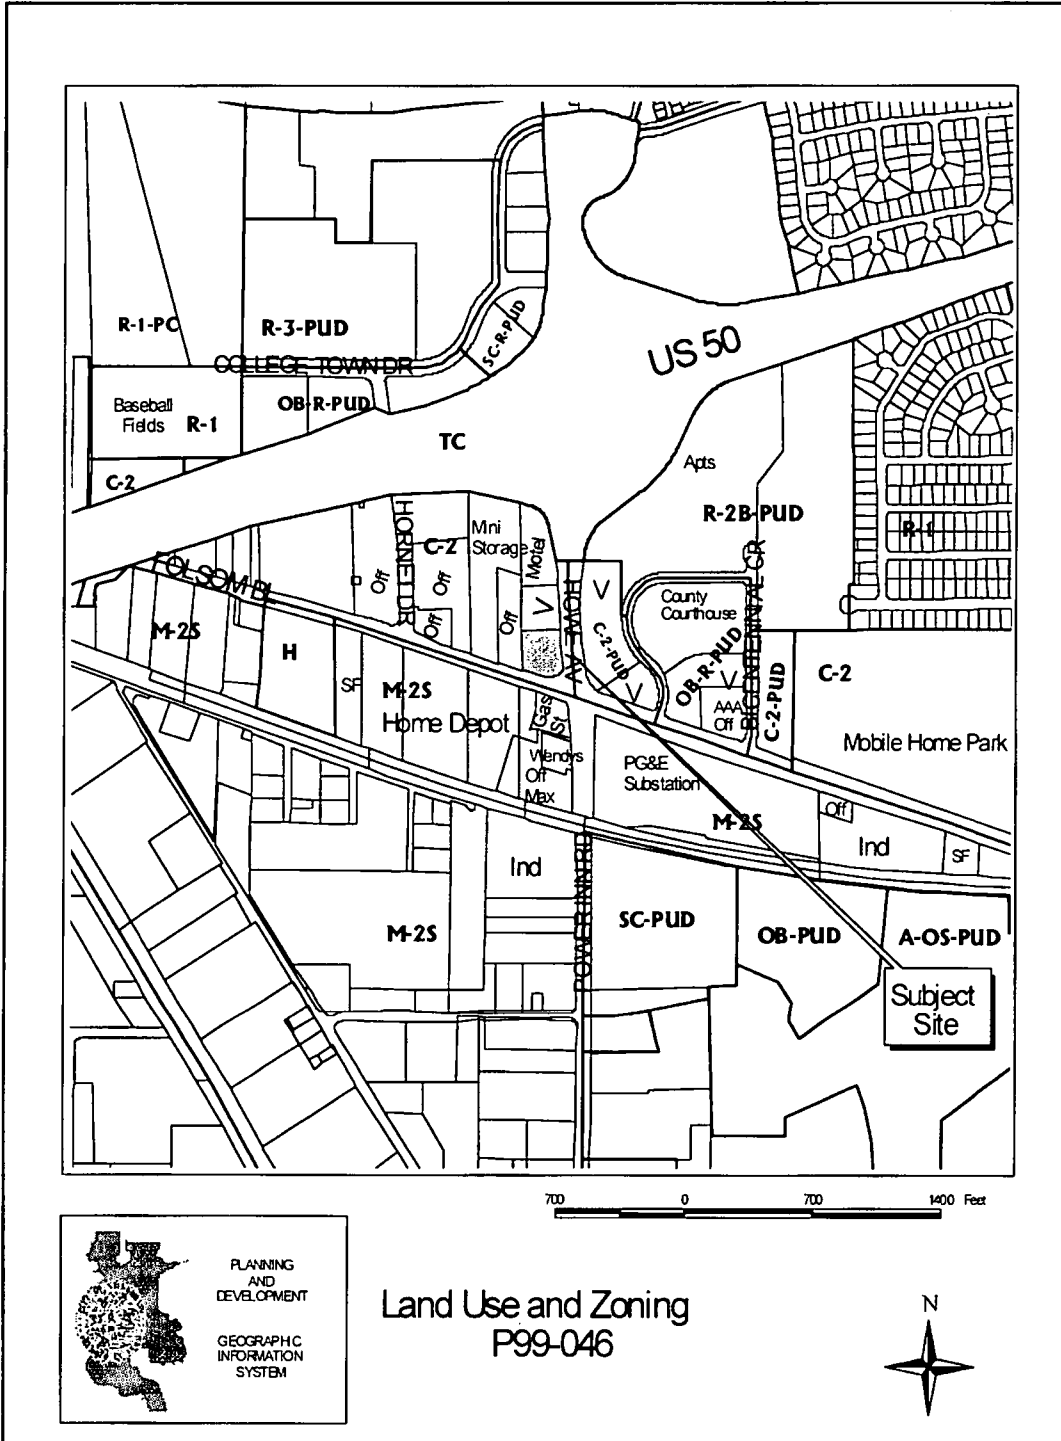 R-1-PC
R-3-PUD
SC-R-PUD
US 50
COLLEGE TOWN DR
Baseball
Fields
R-1
OB-R-PUD
TC
C-2
Apts
R-2B-PUD
R-1
HORNET DR
C-2
Mini
Storage
Motel
Off
Off
Off
Off
V
HOWE AV
V
C-2-PUD
V
County
Courthouse
OB-R-PUD
V
AAA
Off
BICENTENNIAL CR
C-2-PUD
C-2
Mobile Home Park
FOLSOM BL
M-2S
H
SF
M-2S
Home Depot
Gas
St
Wendys
Off
Max
PG&E
Substation
M-2S
Off
Ind
SF
Ind
POWER INN RD
M-2S
SC-PUD
OB-PUD
A-OS-PUD
Subject
Site
700 0 700 1400 Feet
PLANNING
AND
DEVELOPMENT
GEOGRAPHIC
INFORMATION
SYSTEM
Land Use and Zoning
P99-046
N